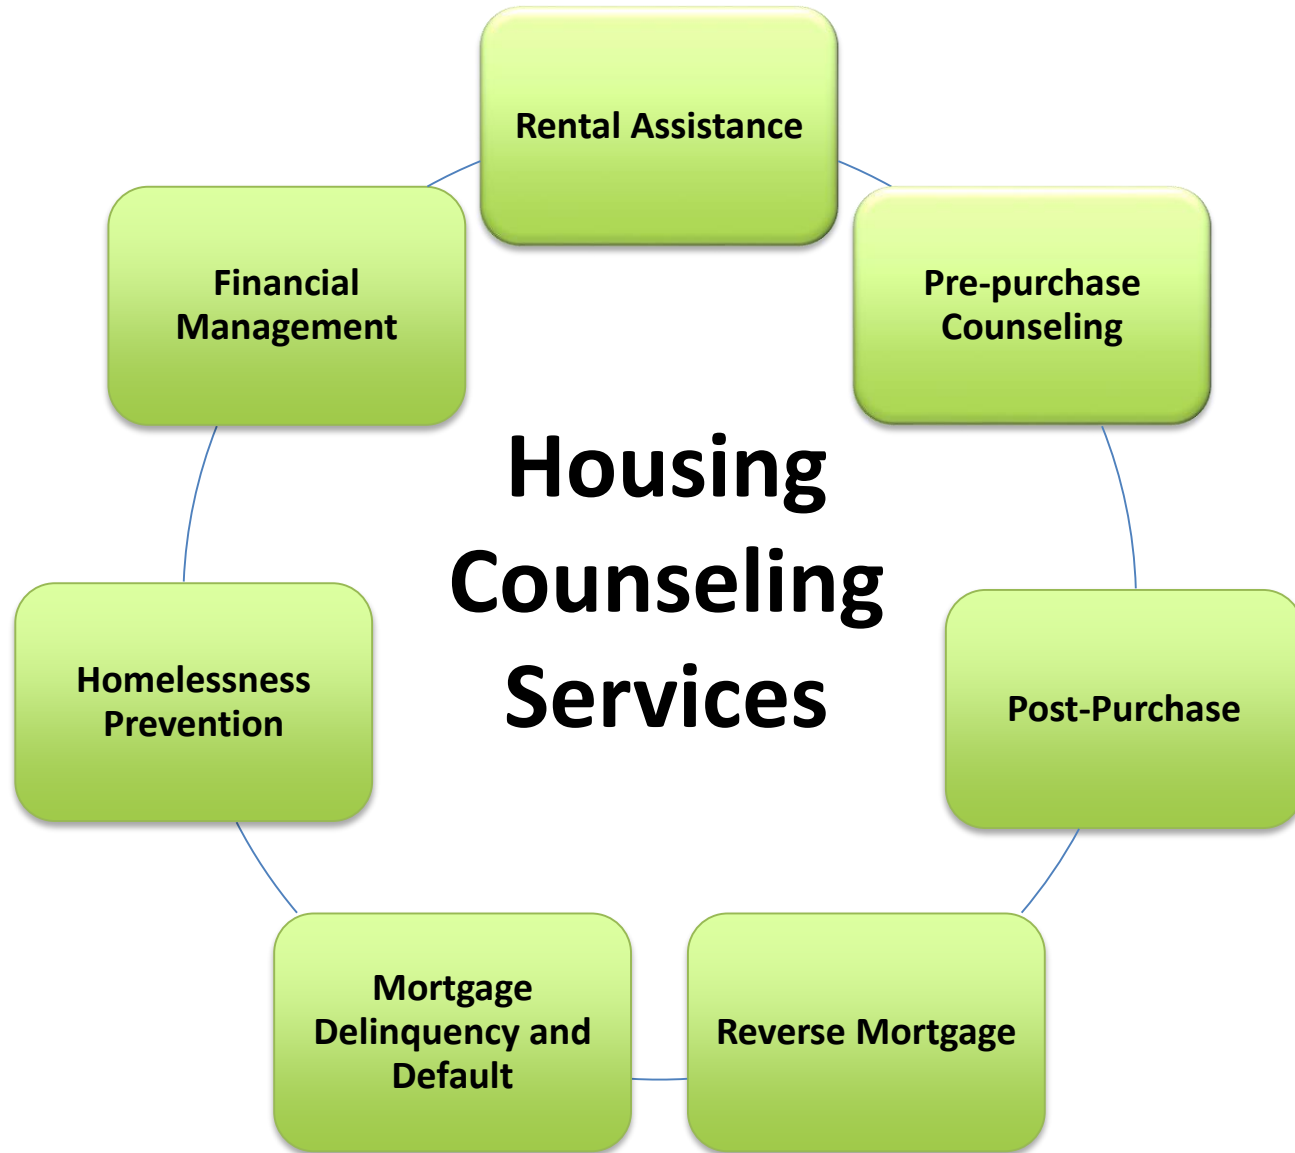 Rental Assistance
Pre-purchase
Counseling
Post-Purchase
Reverse Mortgage
Mortgage
Delinquency and
Default
Homelessness
Prevention
Financial
Management
Housing
Counseling
Services